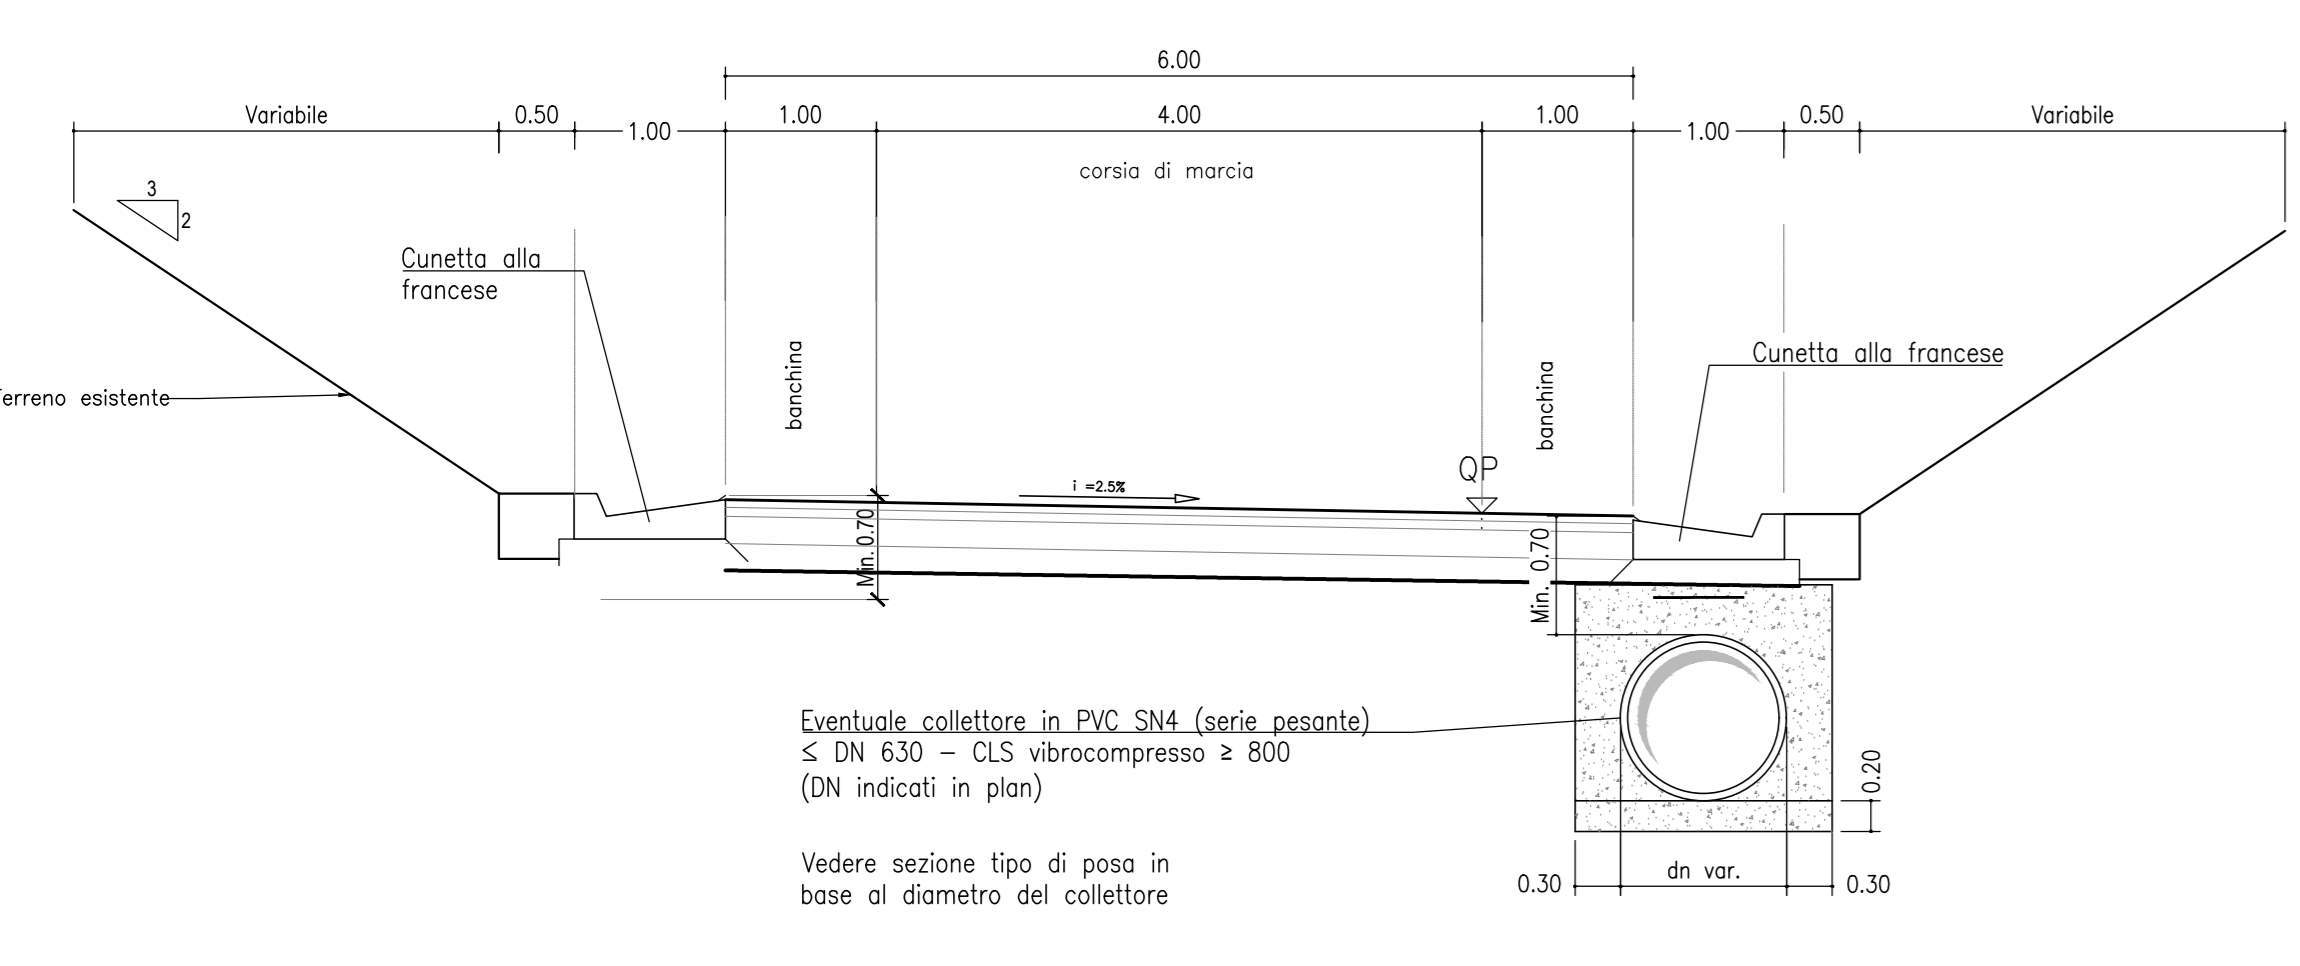 6.00
Variabile 0.50 1.00 1.00 4.00 1.00 1.00 0.50 Variabile
corsia di marcia
3
2
Cunetta alla
francese
banchina
banchina
Cunetta alla francese
Terreno esistente
QP
i =2.5%
Min. 0.70
Min. 0.70
Eventuale collettore in PVC SN4 (serie pesante)
≤ DN 630 – CLS vibrocompresso ≥ 800
(DN indicati in plan)
0.20
Vedere sezione tipo di posa in
base al diametro del collettore
0.30 dn var. 0.30